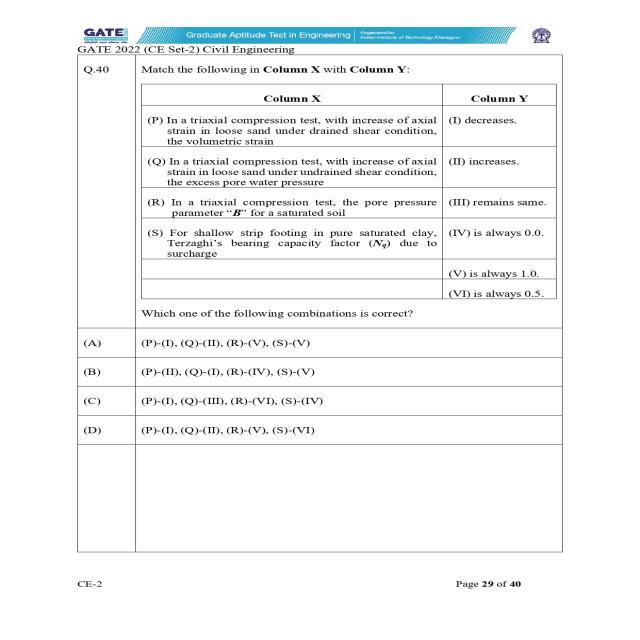 GATE
Graduate Aptitude Test in Engineering
Organised by
Indian Institute of Technology Kharagpur
GATE 2022 (CE Set-2) Civil Engineering
Q.40
Match the following in Column X with Column Y:
Column X
Column Y
(P) In a triaxial compression test, with increase of axial
strain in loose sand under drained shear condition,
the volumetric strain
(I) decreases.
(Q) In a triaxial compression test, with increase of axial
strain in loose sand under undrained shear condition,
the excess pore water pressure
(II) increases.
(R) In a triaxial compression test, the pore pressure
parameter “B” for a saturated soil
(III) remains same.
(S) For shallow strip footing in pure saturated clay,
Terzaghi’s bearing capacity factor (Nq) due to
surcharge
(IV) is always 0.0.
(V) is always 1.0.
(VI) is always 0.5.
Which one of the following combinations is correct?
(A)
(P)-(I), (Q)-(II), (R)-(V), (S)-(V)
(B)
(P)-(II), (Q)-(I), (R)-(IV), (S)-(V)
(C)
(P)-(I), (Q)-(III), (R)-(VI), (S)-(IV)
(D)
(P)-(I), (Q)-(II), (R)-(V), (S)-(VI)
CE-2
Page 29 of 40